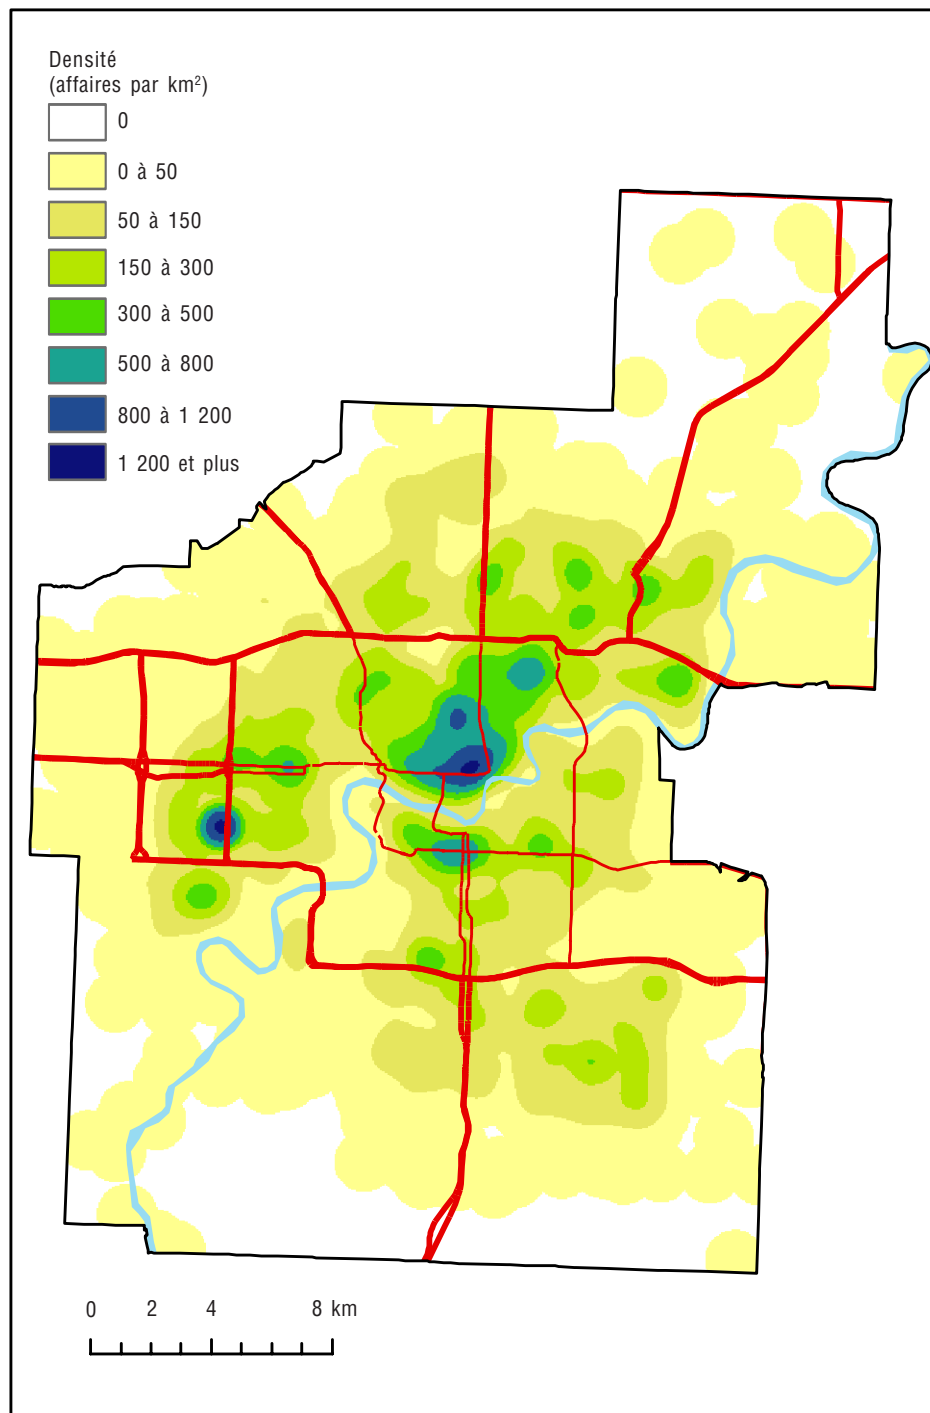 Densité
(affaires par km²)
0
0 à 50
50 à 150
150 à 300
300 à 500
500 à 800
800 à 1 200
1 200 et plus
0 2 4 8 km